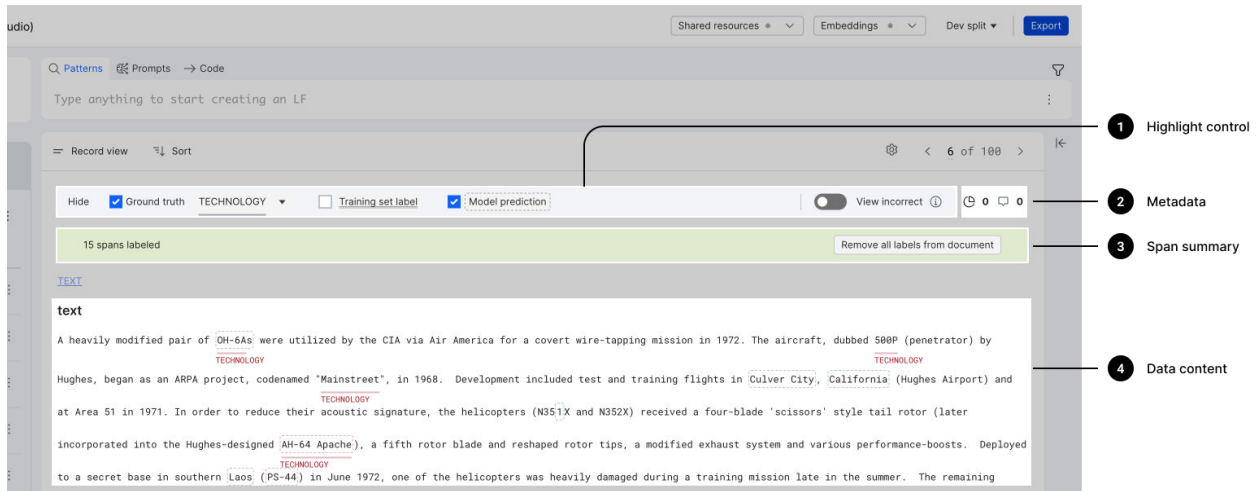 udio)
Shared resources
Embeddings
Dev split
Export
Patterns
Prompts
Code
Type anything to start creating an LF
1 Highlight control
Record view
Sort
6 of 100
Hide
Ground truth
TECHNOLOGY
Training set label
Model prediction
View incorrect
0
0
2 Metadata
15 spans labeled
Remove all labels from document
3 Span summary
TEXT
text
A heavily modified pair of OH-6As were utilized by the CIA via Air America for a covert wire-tapping mission in 1972. The aircraft, dubbed 500P (penetrator) by
TECHNOLOGY
TECHNOLOGY
4 Data content
Hughes, began as an ARPA project, codenamed "Mainstreet", in 1968. Development included test and training flights in Culver City, California (Hughes Airport) and
TECHNOLOGY
at Area 51 in 1971. In order to reduce their acoustic signature, the helicopters (N351X and N352X) received a four-blade 'scissors' style tail rotor (later
incorporated into the Hughes-designed AH-64 Apache), a fifth rotor blade and reshaped rotor tips, a modified exhaust system and various performance-boosts. Deployed
TECHNOLOGY
to a secret base in southern Laos (PS-44) in June 1972, one of the helicopters was heavily damaged during a training mission late in the summer. The remaining